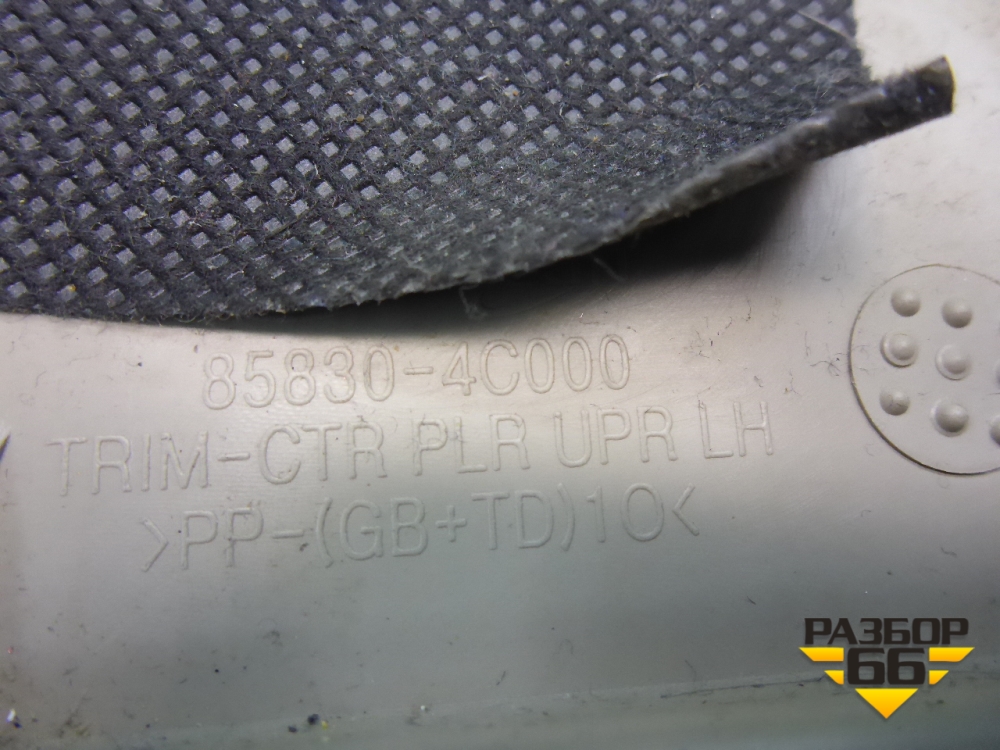 85830-4C000
TRIM-CTR PLR UPR LH
>PP-(GB+TD)10<
РАЗБОР
66